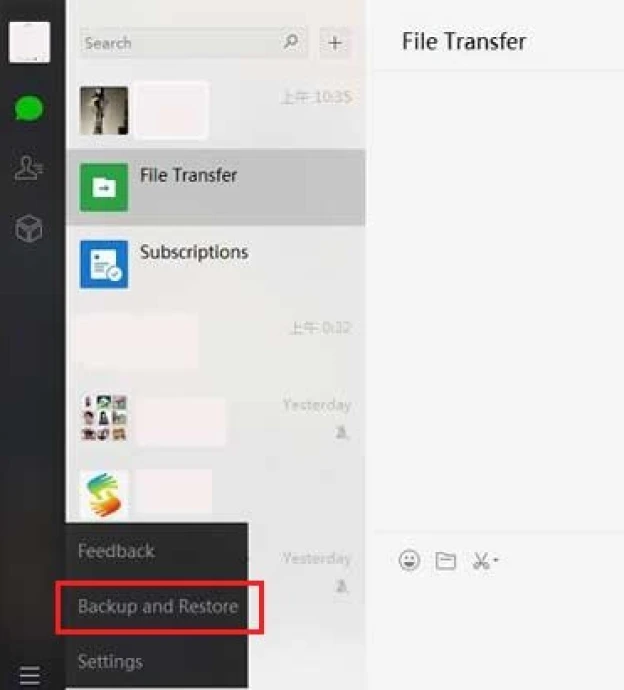 Search
+
File Transfer
上午 10:35
File Transfer
Subscriptions
上午 0:22
Yesterday
Feedback
Yesterday
Backup and Restore
Settings